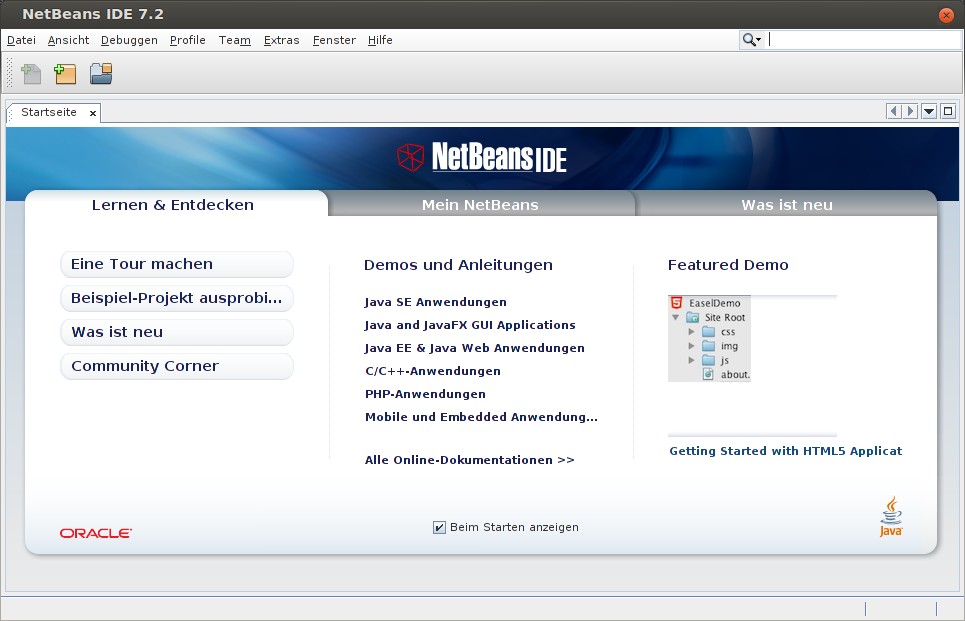 NetBeans IDE 7.2
Datei Ansicht Debuggen Profile Team Extras Fenster Hilfe
Startseite
NetBeans IDE
Lernen & Entdecken
Mein NetBeans
Was ist neu
Eine Tour machen
Beispiel-Projekt ausprobi...
Was ist neu
Community Corner
Demos und Anleitungen
Java SE Anwendungen
Java and JavaFX GUI Applications
Java EE & Java Web Anwendungen
C/C++-Anwendungen
PHP-Anwendungen
Mobile und Embedded Anwendung...
Alle Online-Dokumentationen >>
Featured Demo
EaselDemo
Site Root
css
img
js
about.
Getting Started with HTML5 Applicat
ORACLE
Beim Starten anzeigen
Java